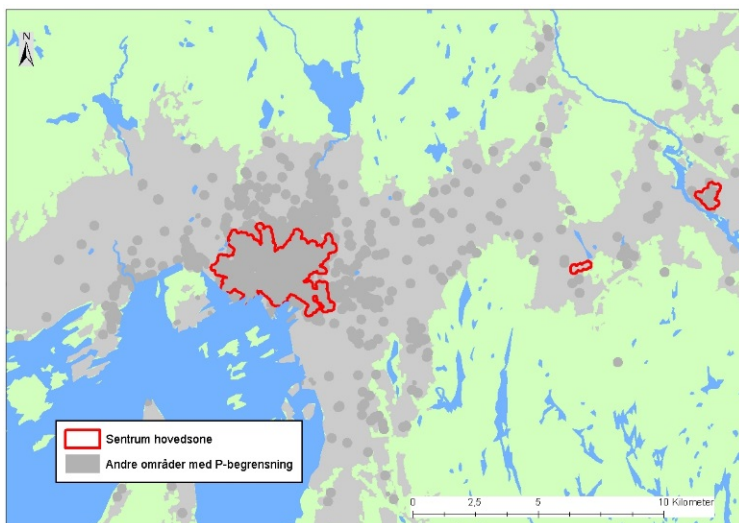 N
Sentrum hovedsone
Andre områder med P-begrensning
0 2,5 5 10 Kilometer